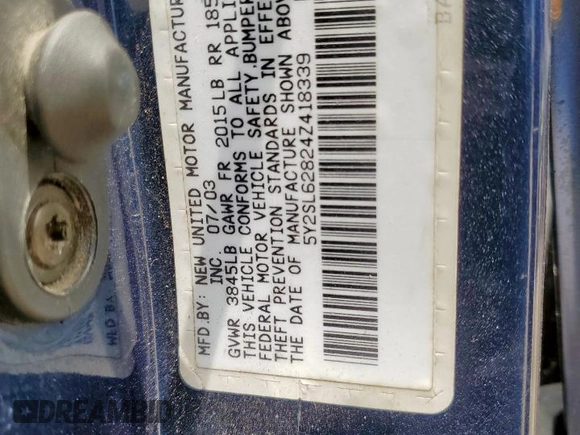 MFD.BY: NEW UNITED MOTOR MANUFACTUR
INC. 07/03
GVWR 3845LB GAWR FR 2015LB RR 185
THIS VEHICLE CONFORMS TO ALL APPLI
FEDERAL MOTOR VEHICLE SAFETY,BUMPER
THEFT PREVENTION STANDARDS IN EFFE
THE DATE OF MANUFACTURE SHOWN ABOV
5Y2SL62824Z418339
BA
DREAMBID